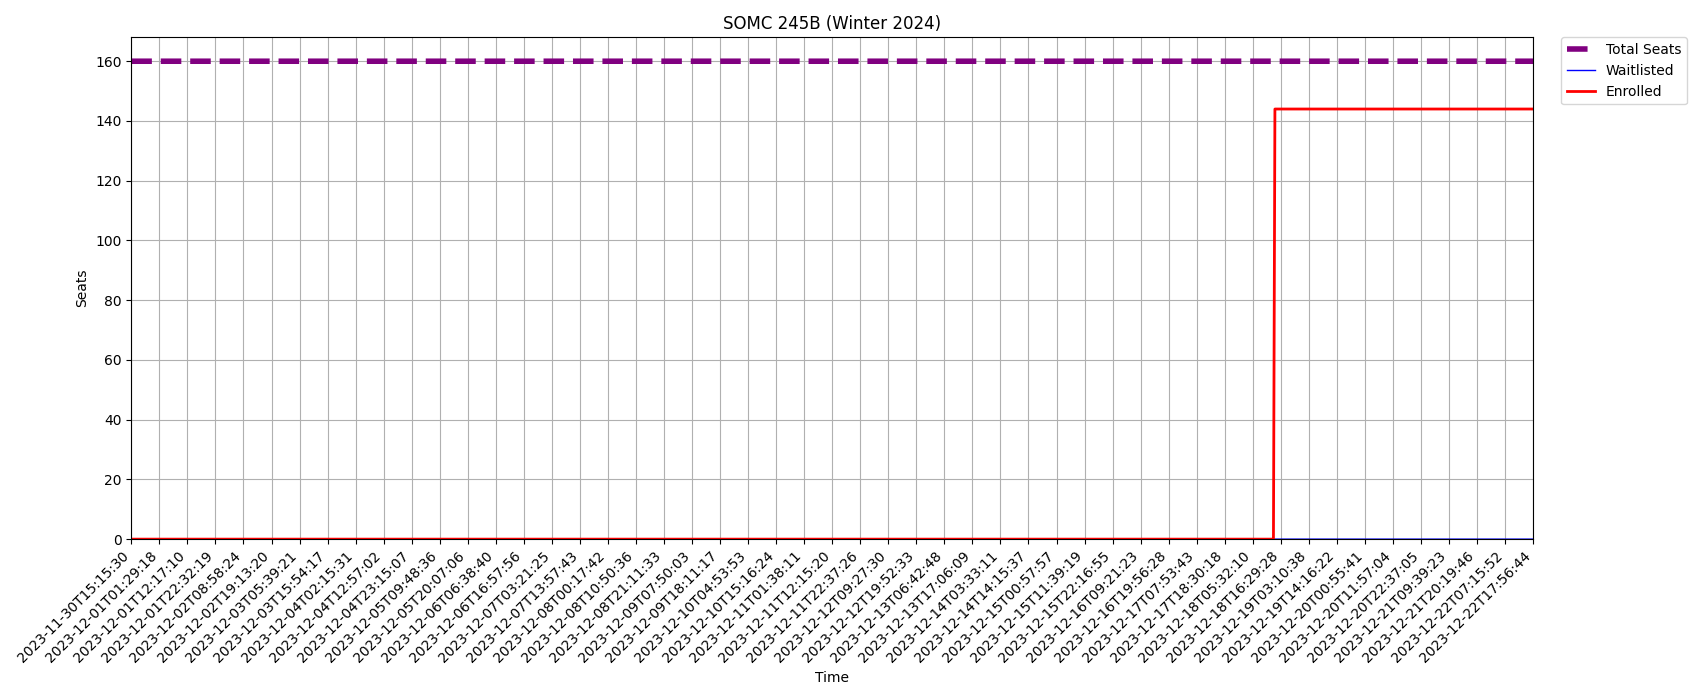 SOMC 245B (Winter 2024)
Total Seats
Waitlisted
Enrolled
160
140
120
100
80
60
40
20
0
Seats
2023-11-30T15:15:30
2023-12-01T01:29:18
2023-12-01T12:17:10
2023-12-01T22:32:19
2023-12-02T08:58:24
2023-12-02T19:13:20
2023-12-03T05:39:21
2023-12-03T15:54:17
2023-12-04T02:15:31
2023-12-04T12:57:02
2023-12-04T23:15:07
2023-12-05T09:48:36
2023-12-05T20:07:06
2023-12-06T06:38:40
2023-12-06T16:57:56
2023-12-07T03:21:25
2023-12-07T13:57:43
2023-12-08T00:17:42
2023-12-08T10:50:36
2023-12-08T21:11:33
2023-12-09T07:50:03
2023-12-09T18:11:17
2023-12-10T04:53:53
2023-12-10T15:16:24
2023-12-11T01:38:11
2023-12-11T12:15:20
2023-12-11T22:37:26
2023-12-12T09:27:30
2023-12-12T19:52:33
2023-12-13T06:42:48
2023-12-13T17:06:09
2023-12-14T03:33:11
2023-12-14T14:15:37
2023-12-15T00:57:57
2023-12-15T11:39:19
2023-12-15T22:16:55
2023-12-16T09:21:23
2023-12-16T19:56:28
2023-12-17T07:53:43
2023-12-17T18:30:18
2023-12-18T05:32:10
2023-12-18T16:29:28
2023-12-19T03:10:38
2023-12-19T14:16:22
2023-12-20T00:55:41
2023-12-20T11:57:04
2023-12-20T22:37:05
2023-12-21T09:39:23
2023-12-21T20:19:46
2023-12-22T07:15:52
2023-12-22T17:56:44
Time